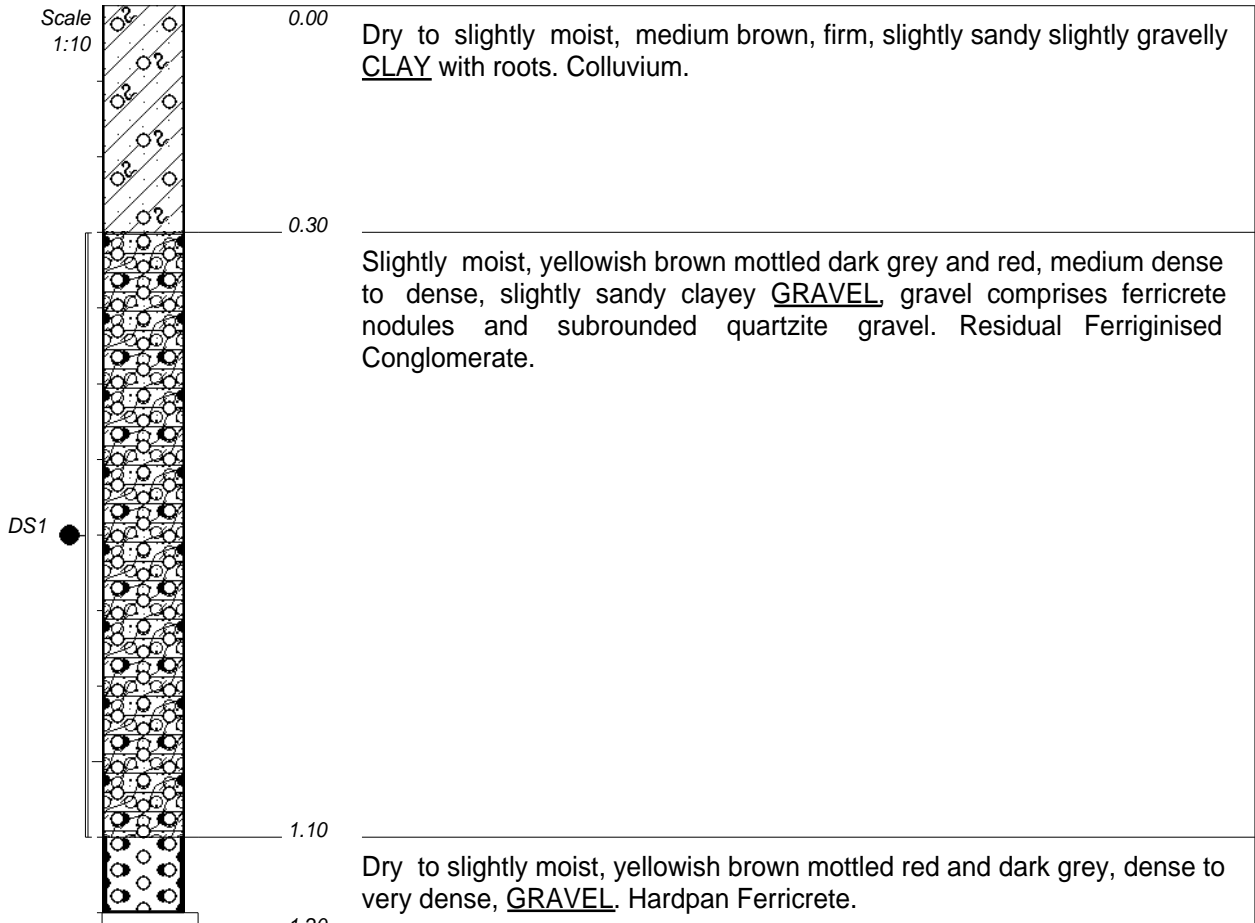 Scale
1:10
0.00
Dry to slightly moist, medium brown, firm, slightly sandy slightly gravelly
CLAY with roots. Colluvium.
0.30
Slightly moist, yellowish brown mottled dark grey and red, medium dense
to dense, slightly sandy clayey GRAVEL, gravel comprises ferricrete
nodules and subrounded quartzite gravel. Residual Ferriginised
Conglomerate.
DS1
1.10
Dry to slightly moist, yellowish brown mottled red and dark grey, dense to
very dense, GRAVEL. Hardpan Ferricrete.